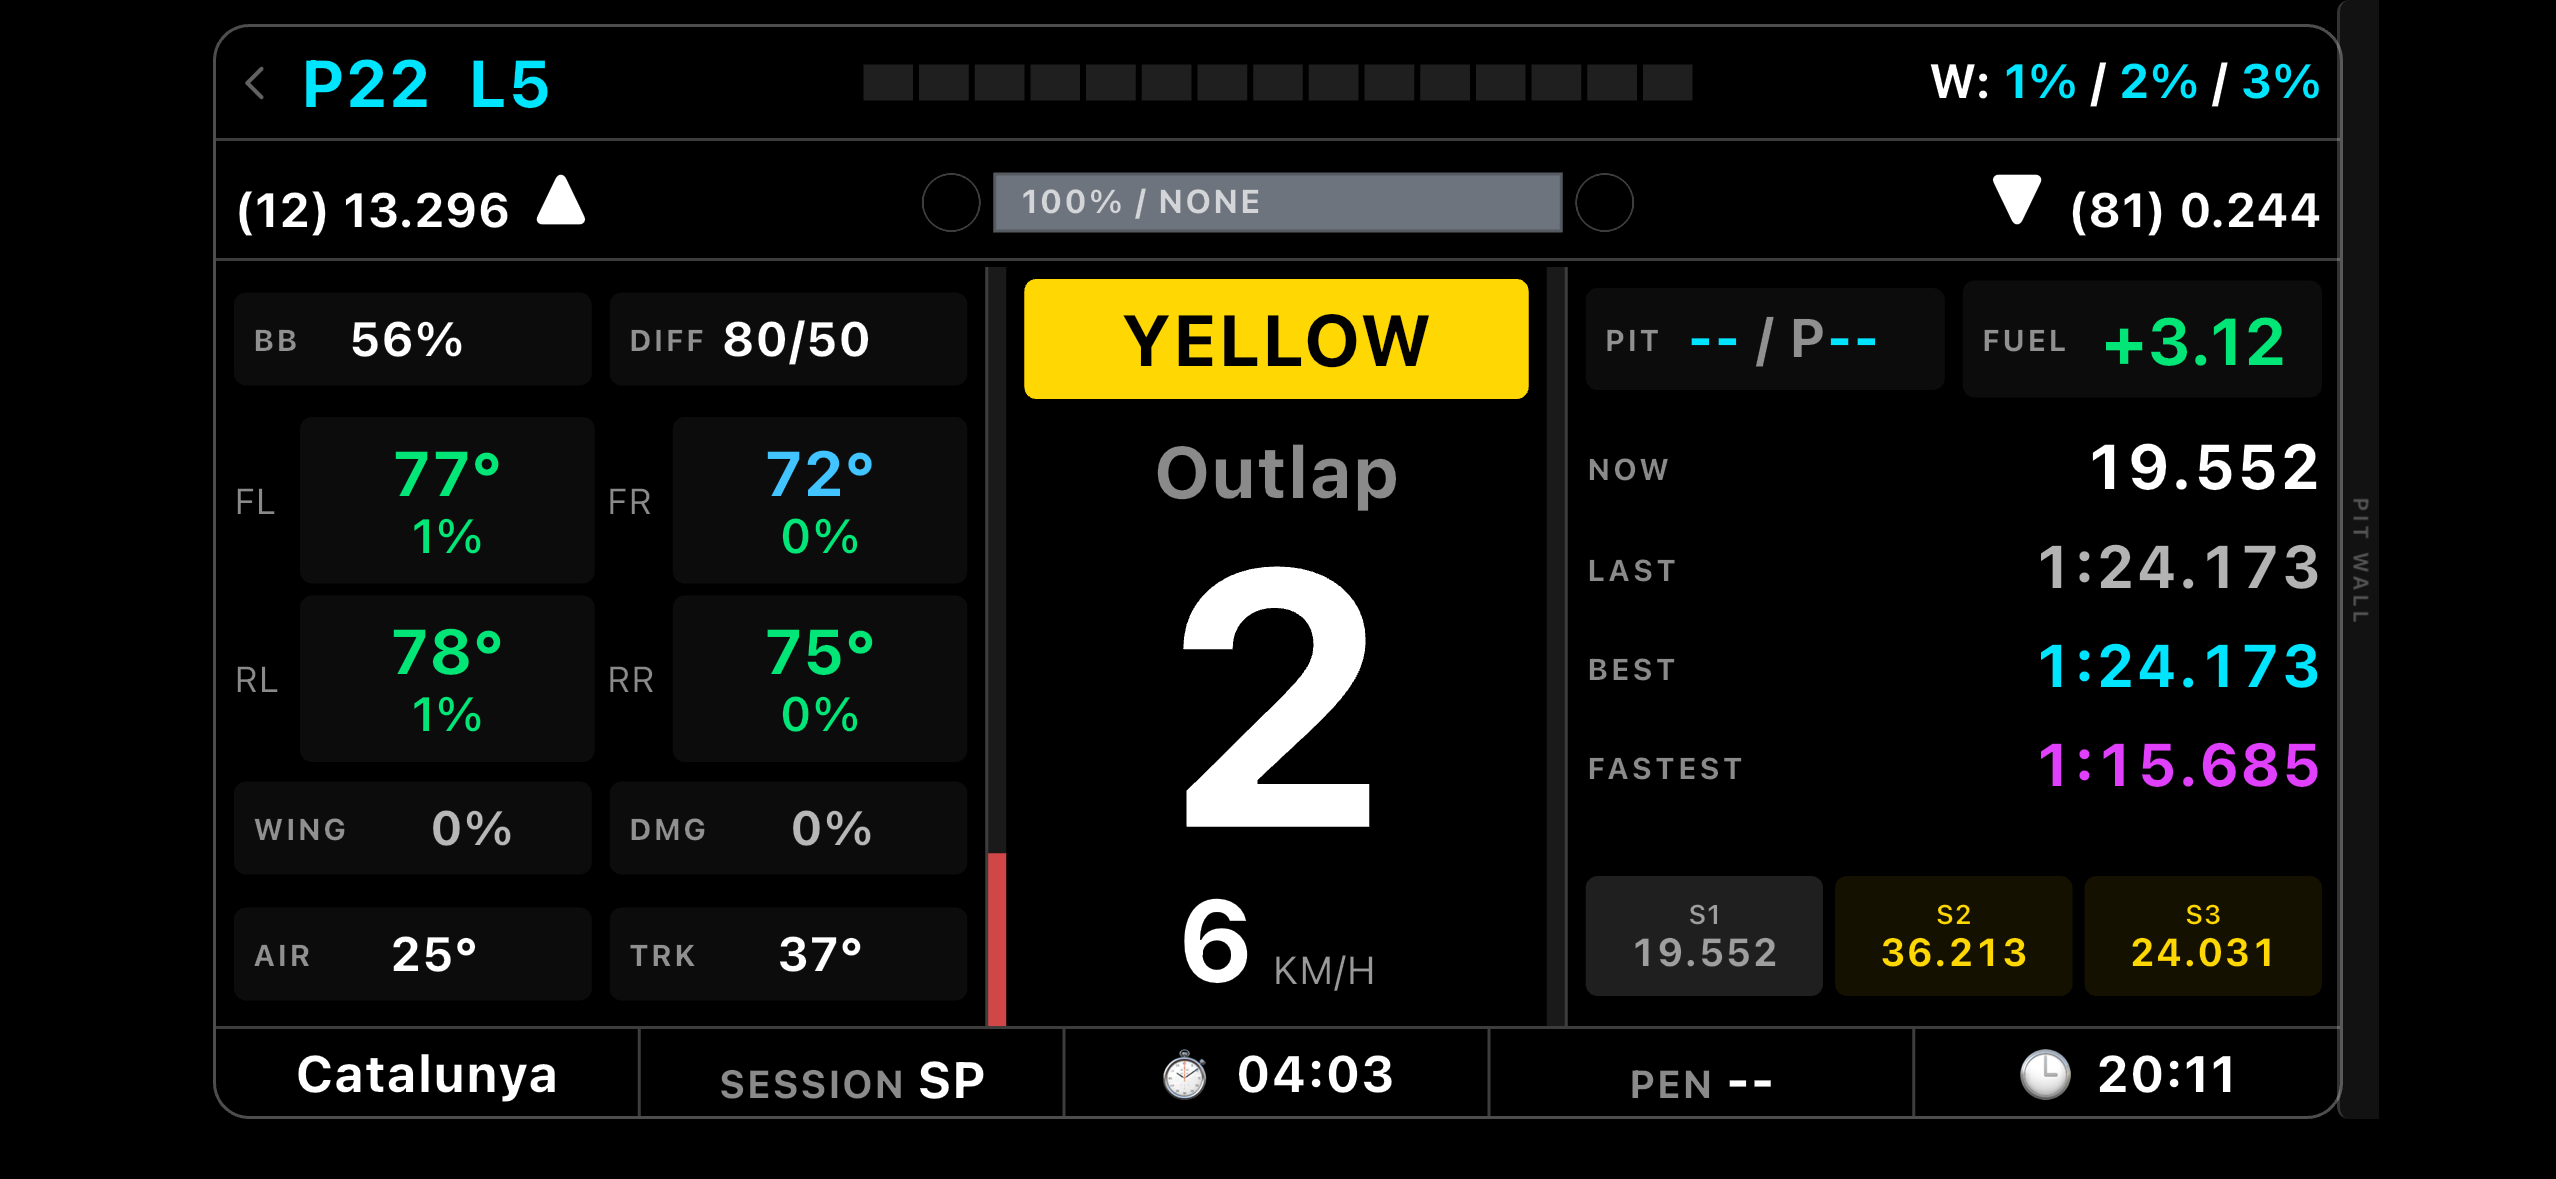 P22 L5
W: 1% / 2% / 3%
(12) 13.296
100% / NONE
(81) 0.244
BB 56%
DIFF 80/50
FL 77° 1%
FR 72° 0%
RL 78° 1%
RR 75° 0%
WING 0%
DMG 0%
AIR 25°
TRK 37°
YELLOW
Outlap
2
6 KM/H
PIT -- / P--
FUEL +3.12
NOW 19.552
LAST 1:24.173
BEST 1:24.173
FASTEST 1:15.685
S1
19.552
S2
36.213
S3
24.031
PIT WALL
Catalunya
SESSION SP
04:03
PEN --
20:11